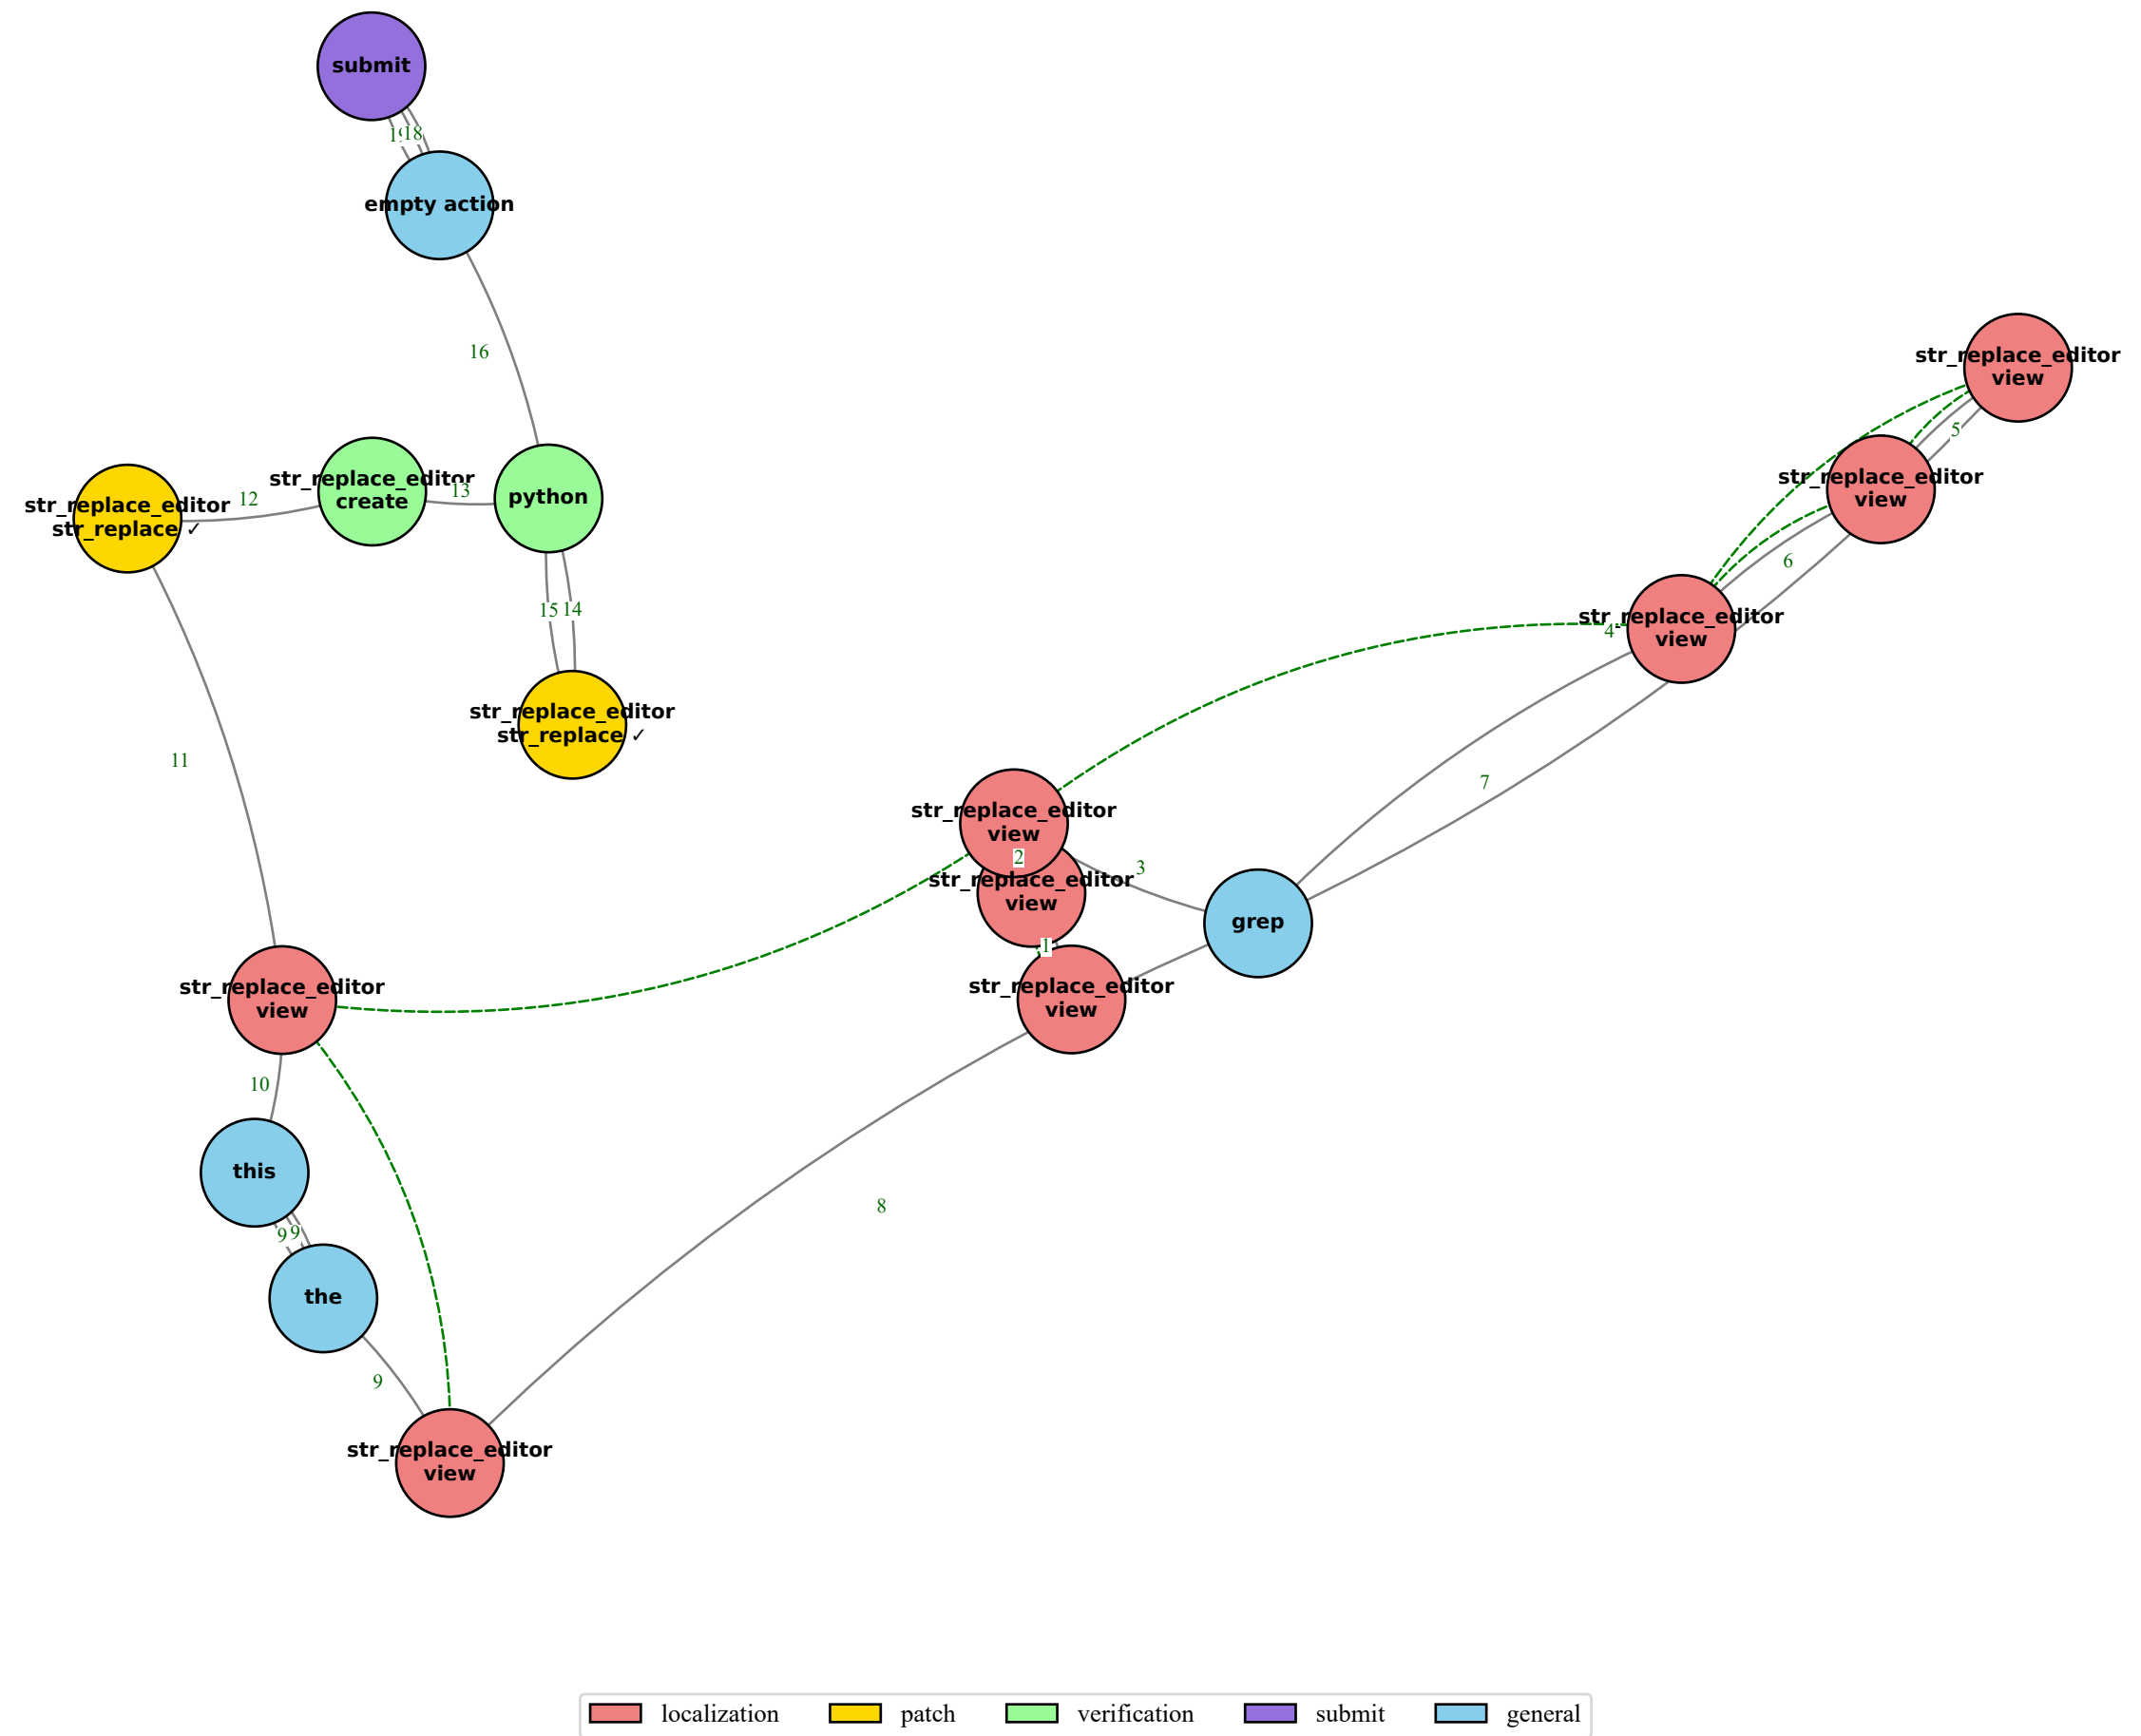 submit
19
18
empty action
16
str_replace_editor
view
5
str_replace_editor
view
6
str_replace_editor
create
13
python
12
str_replace_editor
str_replace ✓
15
14
str_replace_editor
view
4
str_replace_editor
str_replace ✓
11
7
str_replace_editor
view
2
3
str_replace_editor
view
grep
1
str_replace_editor
view
str_replace_editor
view
10
this
8
9
9
the
9
str_replace_editor
view
localization
patch
verification
submit
general